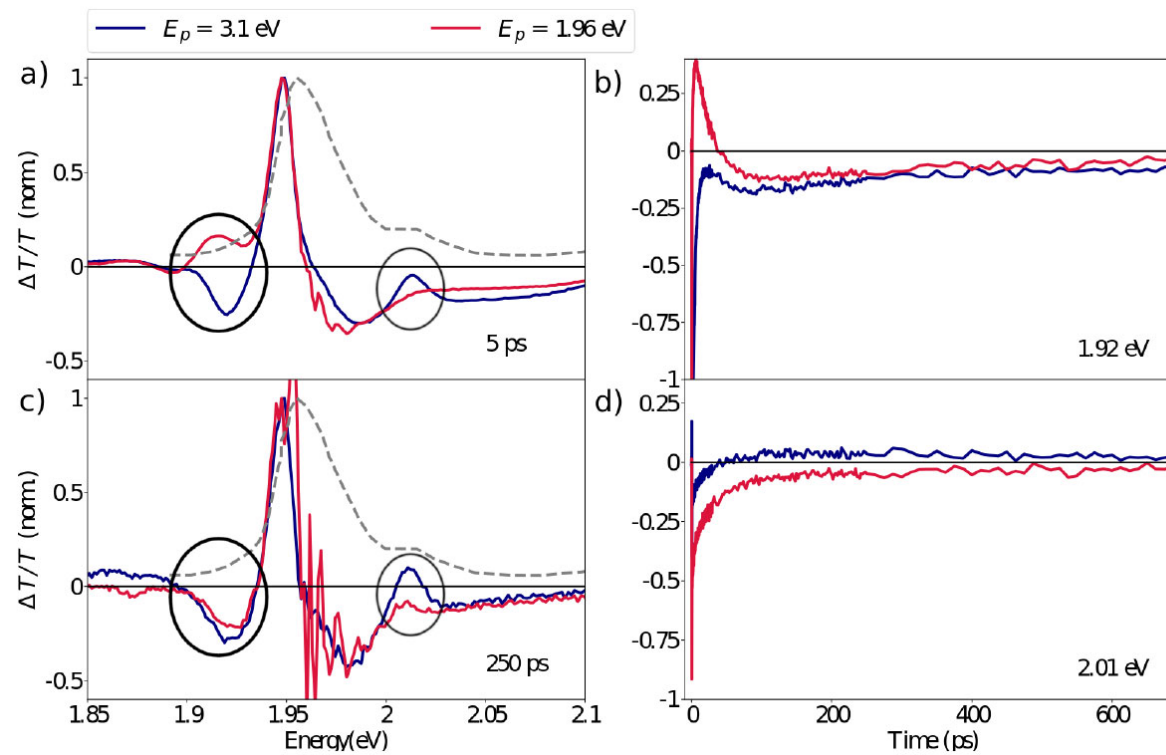 E_p = 3.1 eV
E_p = 1.96 eV
a)
ΔT/T (norm.)
1
0.5
0
-0.5
5 ps
b)
0.25
0
-0.25
-0.5
-0.75
-1
1.92 eV
c)
ΔT/T (norm.)
1
0.5
0
-0.5
250 ps
1.85 1.9 1.95 2 2.05 2.1
Energy(eV)
d)
0.25
0
-0.25
-0.5
-0.75
-1
2.01 eV
0 200 400 600
Time (ps)